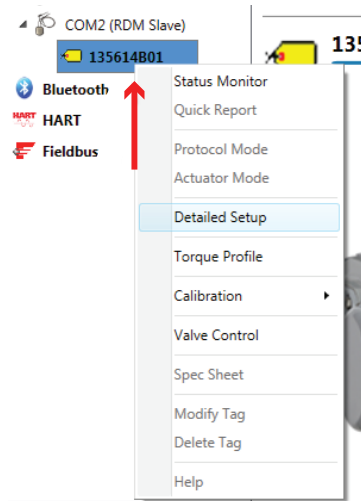 COM2 (RDM Slave)
135614B01
135
Bluetooth
HART HART
Fieldbus
Status Monitor
Quick Report
Protocol Mode
Actuator Mode
Detailed Setup
Torque Profile
Calibration
Valve Control
Spec Sheet
Modify Tag
Delete Tag
Help